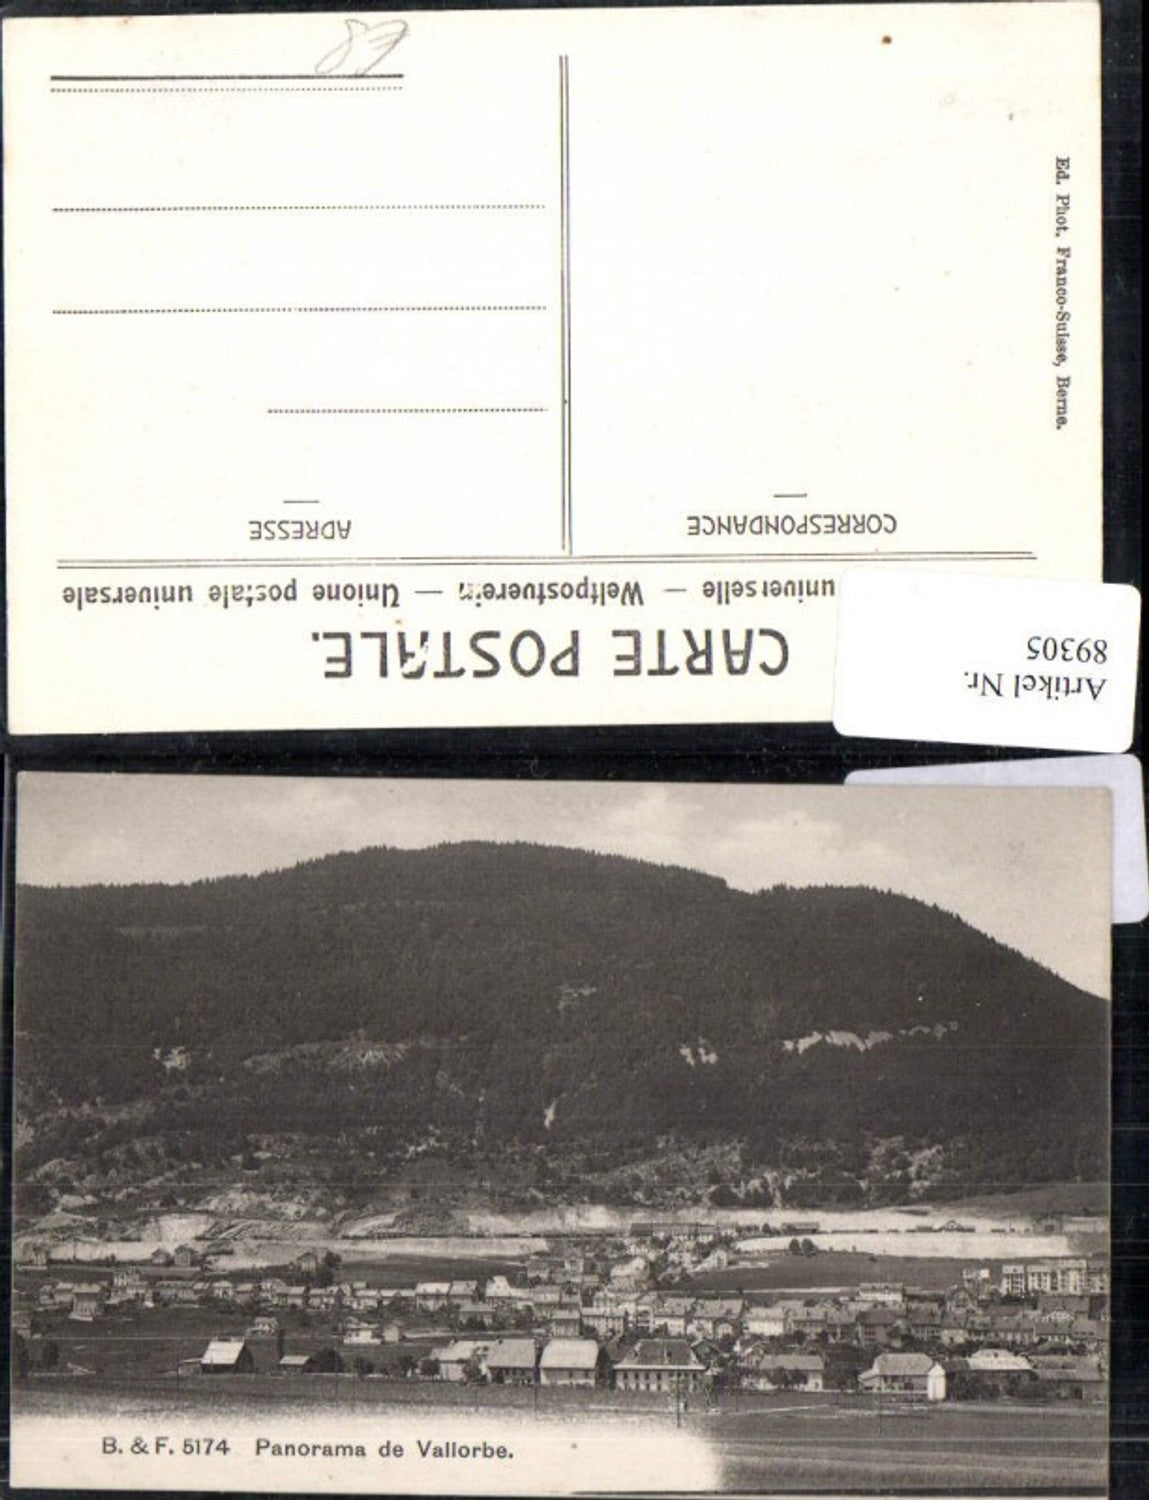 CARTE POSTALE.
universelle — Weltpostverein — Unione postale universale
CORRESPONDANCE
ADRESSE
Ed. Phot. Franco-Suisse, Berne.
Artikel Nr.
89305
87
B. & F. 5174 Panorama de Vallorbe.